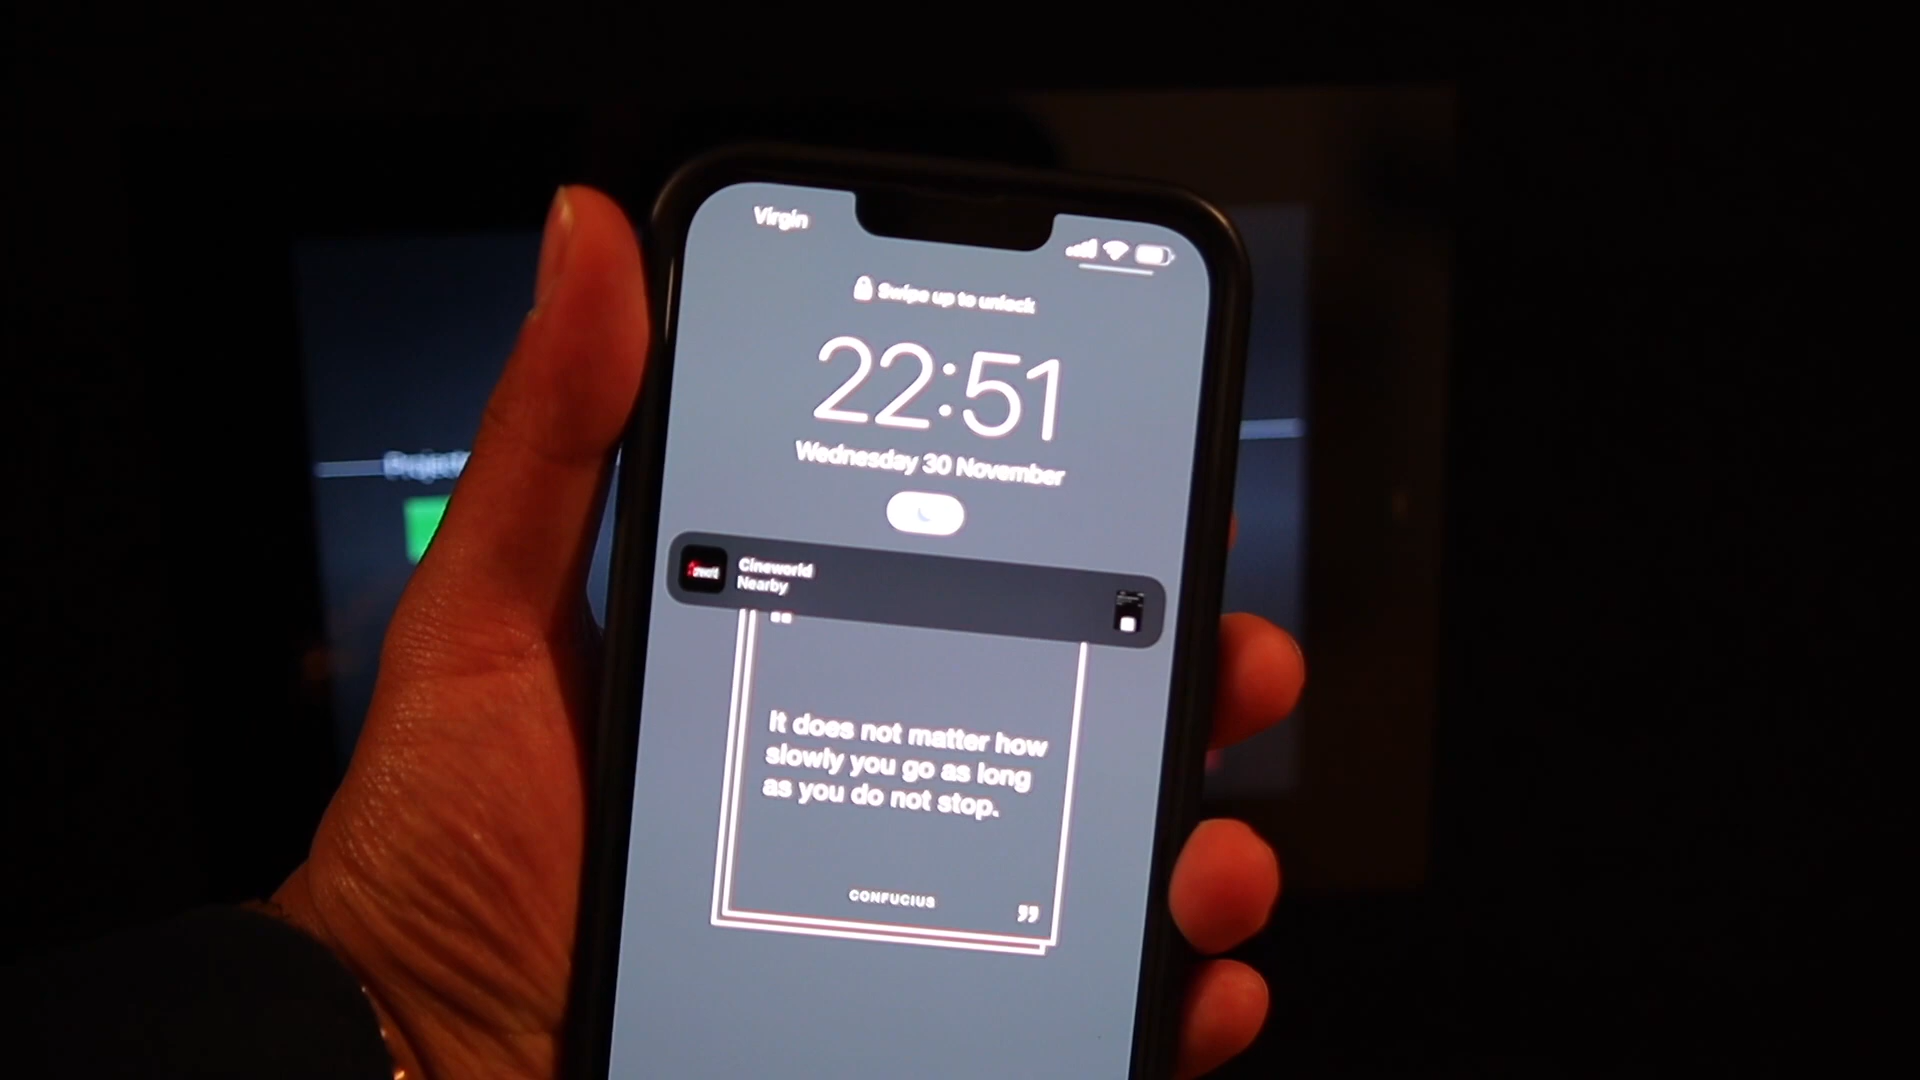 Virgin
Swipe up to unlock
22:51
Wednesday 30 November
Cineworld
Nearby
“
It does not matter how
slowly you go as long
as you do not stop.
CONFUCIUS
”